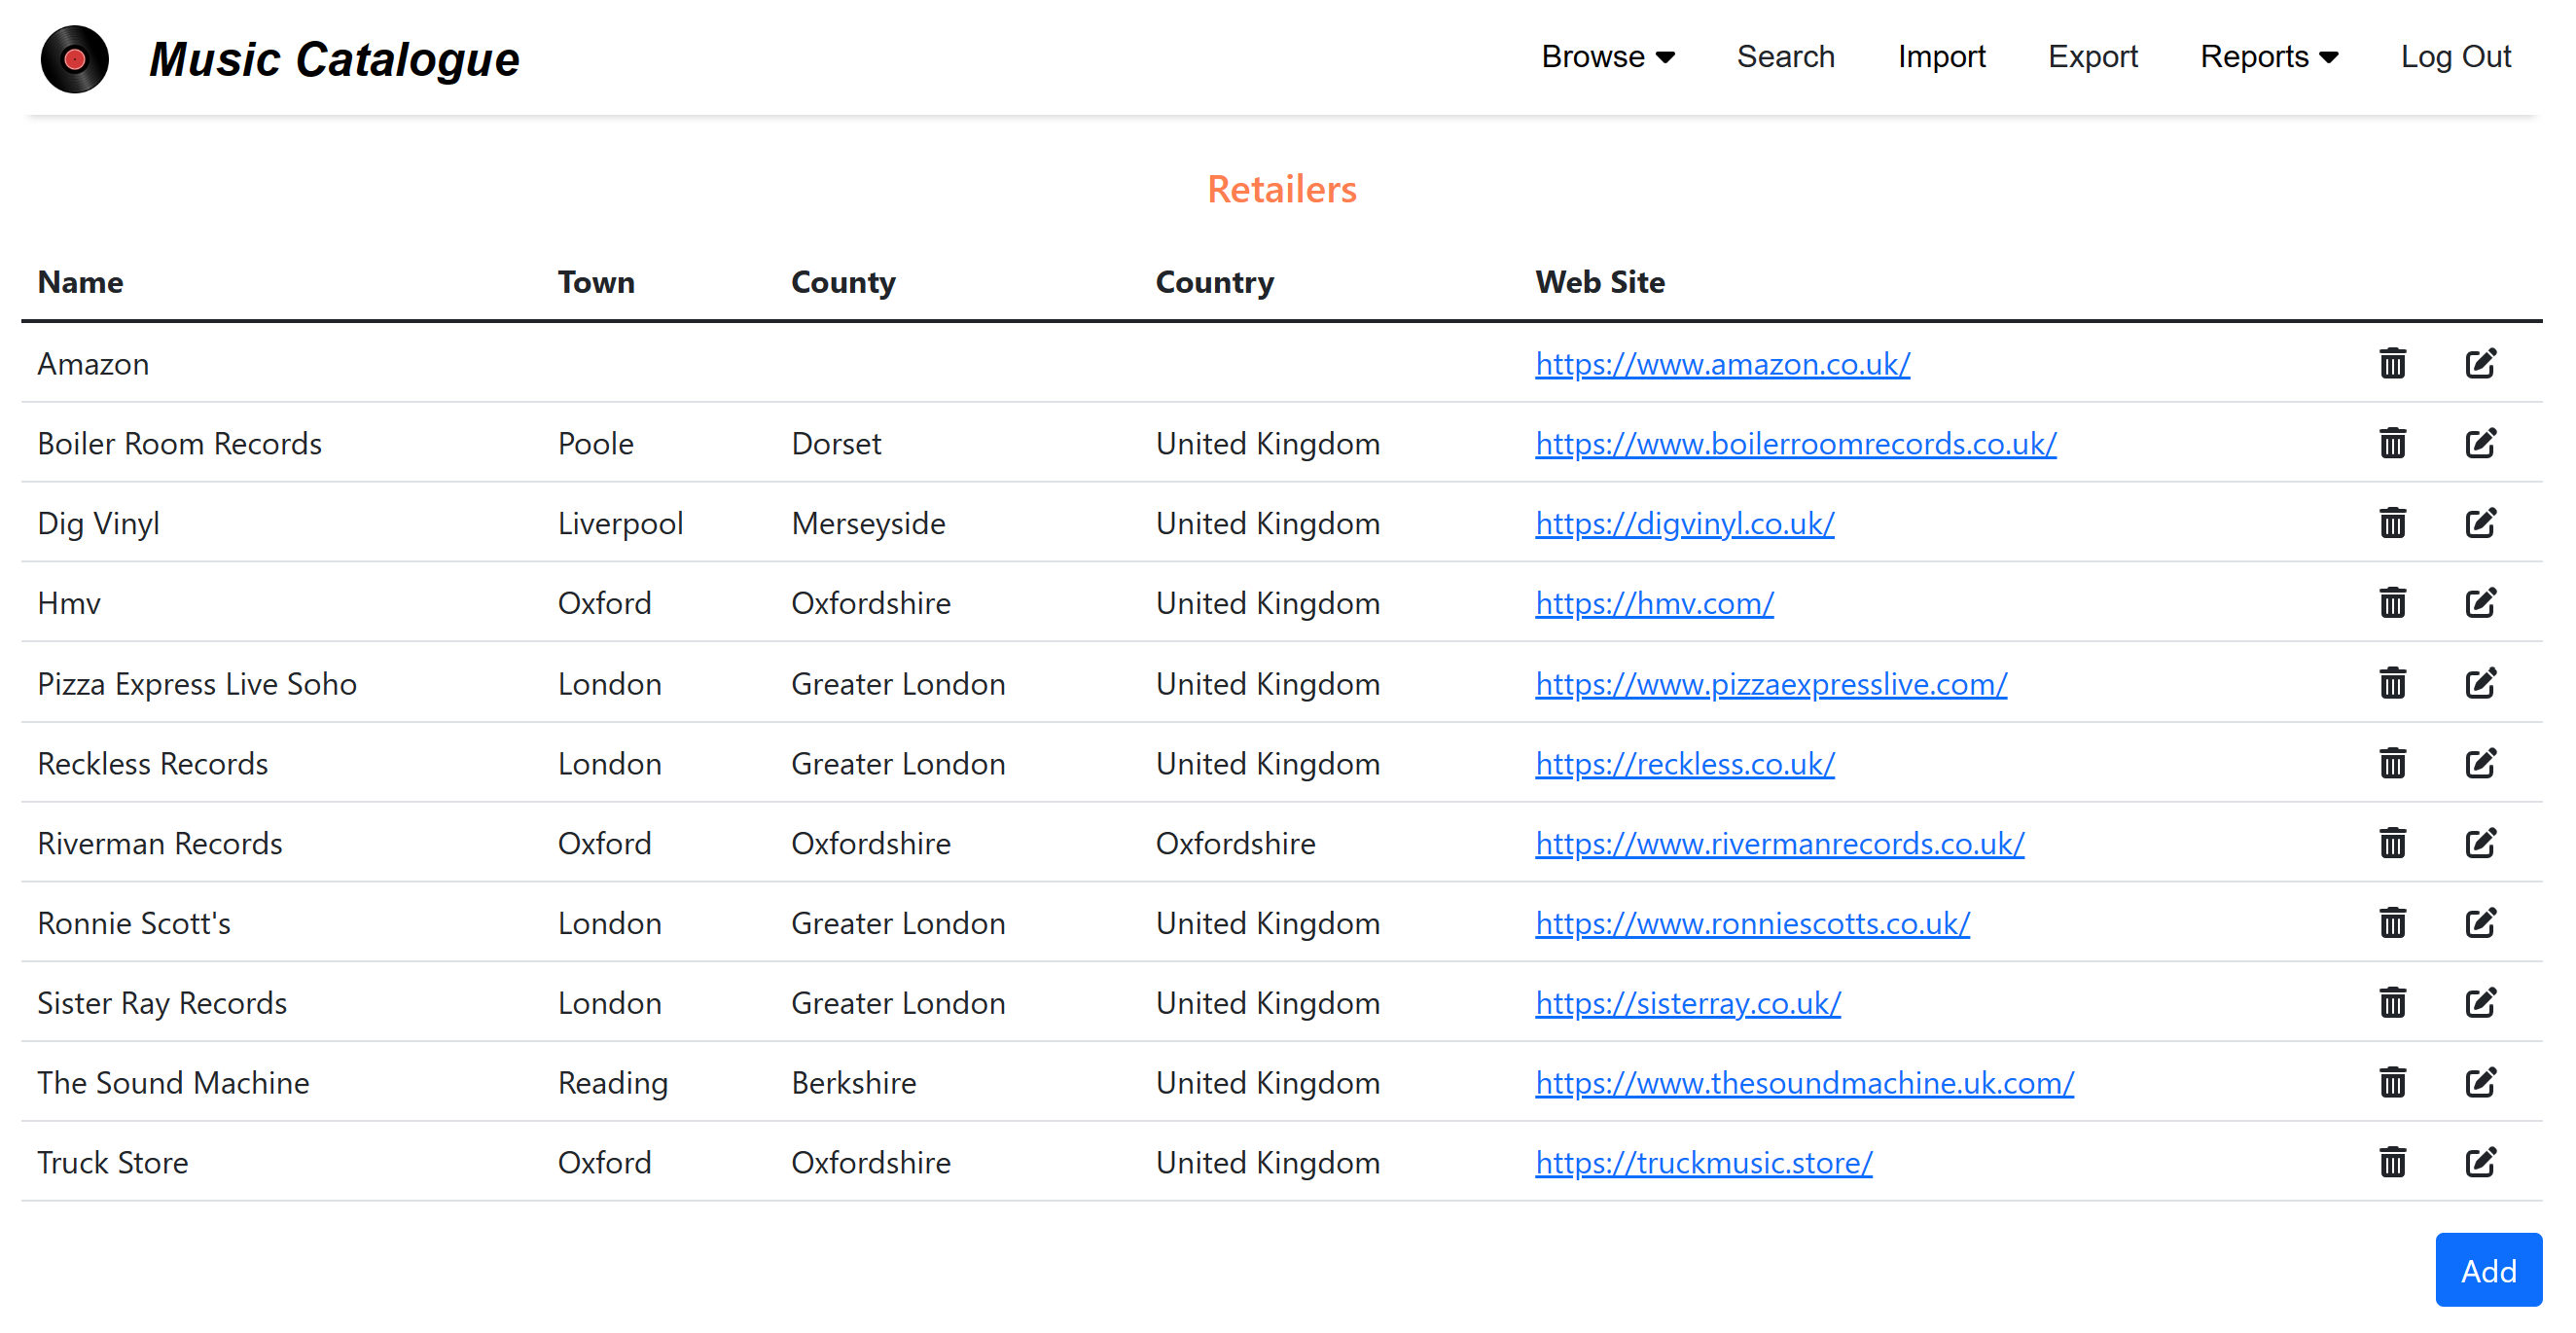 Music Catalogue Browse Search Import Export Reports Log Out
Retailers
Name Town County Country Web Site
Amazon https://www.amazon.co.uk/
Boiler Room Records Poole Dorset United Kingdom https://www.boilerroomrecords.co.uk/
Dig Vinyl Liverpool Merseyside United Kingdom https://digvinyl.co.uk/
Hmv Oxford Oxfordshire United Kingdom https://hmv.com/
Pizza Express Live Soho London Greater London United Kingdom https://www.pizzaexpresslive.com/
Reckless Records London Greater London United Kingdom https://reckless.co.uk/
Riverman Records Oxford Oxfordshire Oxfordshire https://www.rivermanrecords.co.uk/
Ronnie Scott's London Greater London United Kingdom https://www.ronniescotts.co.uk/
Sister Ray Records London Greater London United Kingdom https://sisterray.co.uk/
The Sound Machine Reading Berkshire United Kingdom https://www.thesoundmachine.uk.com/
Truck Store Oxford Oxfordshire United Kingdom https://truckmusic.store/
Add